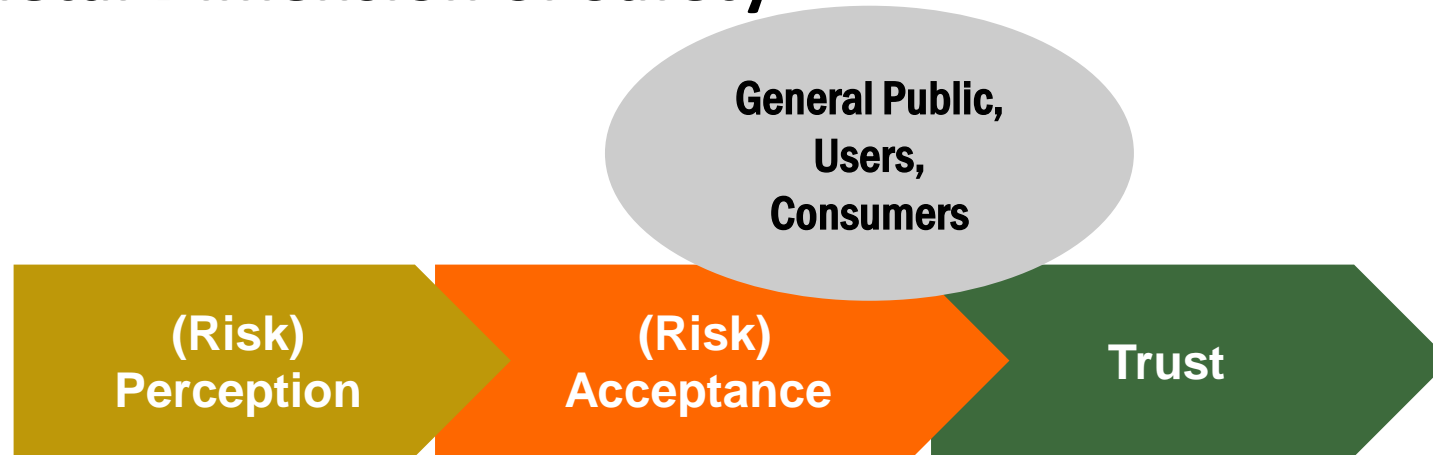 General Public,
Users,
Consumers
(Risk)
Perception
(Risk)
Acceptance
Trust